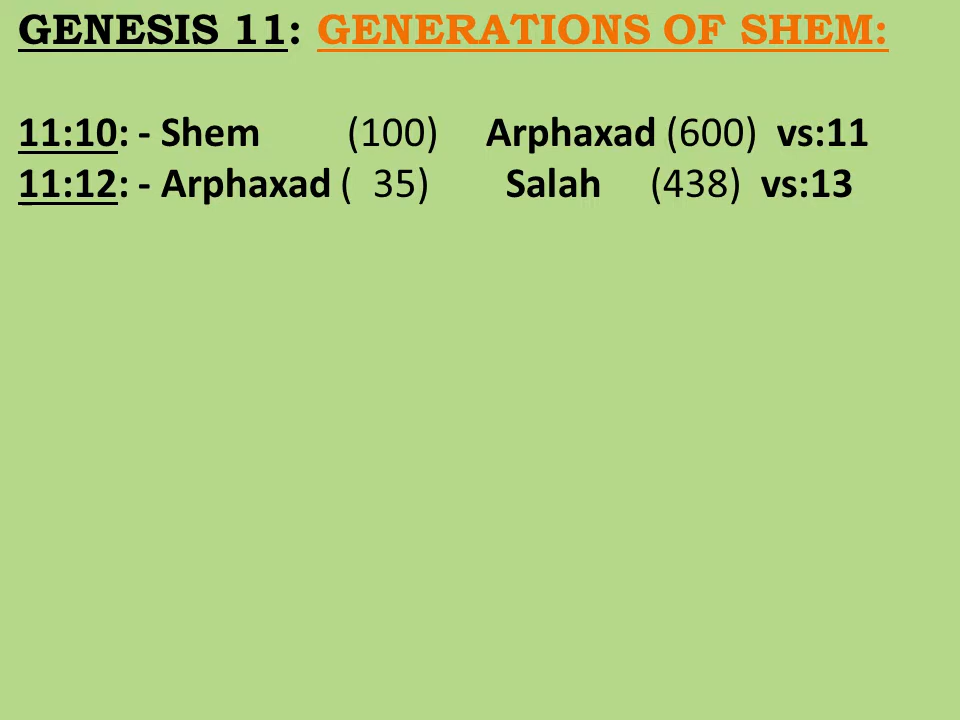 GENESIS 11: GENERATIONS OF SHEM:
11:10: - Shem (100) Arphaxad (600) vs:11
11:12: - Arphaxad ( 35) Salah (438) vs:13